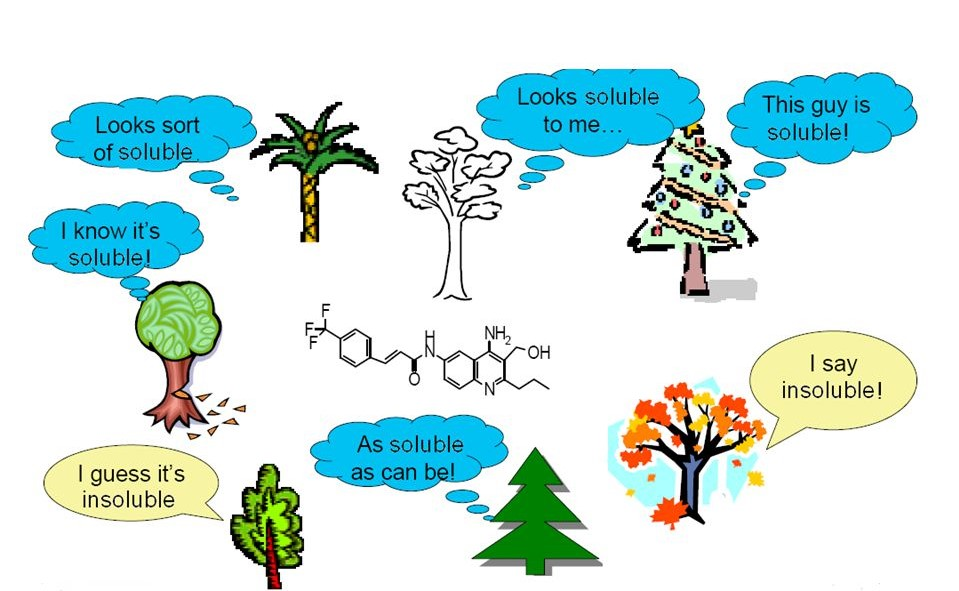 Looks soluble
to me…
This guy is
soluble!
Looks sort
of soluble.
I know it's
soluble!
F
F
F
H
N
O
NH2
OH
N
I say
insoluble!
As soluble
as can be!
I guess it's
insoluble